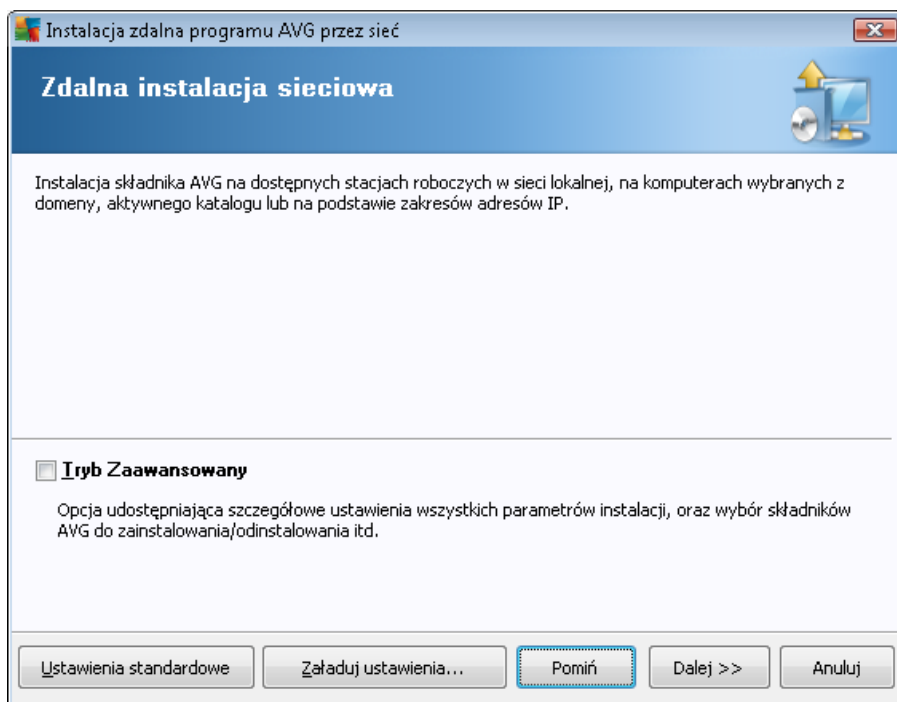 Instalacja zdalna programu AVG przez sieć
Zdalna instalacja sieciowa
Instalacja składnika AVG na dostępnych stacjach roboczych w sieci lokalnej, na komputerach wybranych z
domeny, aktywnego katalogu lub na podstawie zakresów adresów IP.
Tryb Zaawansowany
Opcja udostępniająca szczegółowe ustawienia wszystkich parametrów instalacji, oraz wybór składników
AVG do zainstalowania/odinstalowania itd.
Ustawienia standardowe Załaduj ustawienia... Pomiń Dalej >> Anuluj